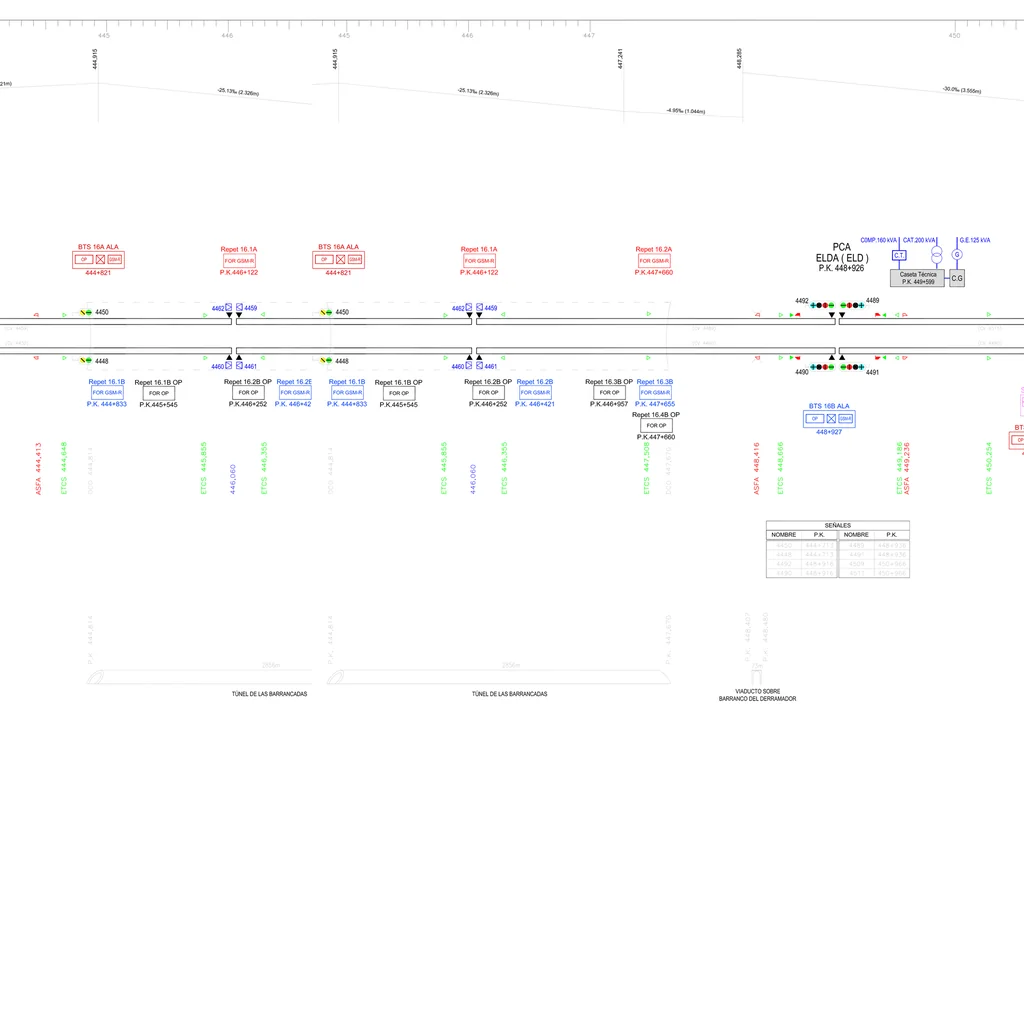 445 446 445 446 447 450
444,915 444,915 447,241 448,285
21m)
-25.13‰ (2.326m) -25.13‰ (2.326m) -4.95‰ (1.044m) -30.0‰ (3.555m)
BTS 16A ALA
OP GSM-R
444+821
Repet 16.1A
FOR GSM-R
P.K.446+122
BTS 16A ALA
OP GSM-R
444+821
Repet 16.1A
FOR GSM-R
P.K.446+122
Repet 16.2A
FOR GSM-R
P.K.447+660
PCA
ELDA ( ELD )
P.K. 448+926
COMP.160 kVA CAT.200 kVA G.E.125 kVA
C.T. G
Caseta Técnica
P.K. 449+599
C.G
4450 4462 4459 4450 4462 4459 4492 4489
4448 4460 4461 4448 4460 4461 4490 4491
Repet 16.1B
FOR GSM-R
P.K. 444+833
Repet 16.1B OP
FOR OP
P.K.445+545
Repet 16.2B OP
FOR OP
P.K.446+252
Repet 16.2B
FOR GSM-R
P.K. 446+42
Repet 16.1B
FOR GSM-R
P.K. 444+833
Repet 16.1B OP
FOR OP
P.K.445+545
Repet 16.2B OP
FOR OP
P.K.446+252
Repet 16.2B
FOR GSM-R
P.K. 446+421
Repet 16.3B OP
FOR OP
P.K.446+957
Repet 16.3B
FOR GSM-R
P.K. 447+655
Repet 16.4B OP
FOR OP
P.K.447+660
BTS 16B ALA
OP GSM-R
448+927
BT
OP
ASFA 444,413
ETCS 444,648
ETCS 445,855
446,060
ETCS 446,355
ETCS 445,855
446,060
ETCS 446,355
ETCS 447,508
ASFA 448,416
ETCS 448,666
ETCS 449,186
ASFA 449,236
ETCS 450,254
SEÑALES
NOMBRE P.K. NOMBRE P.K.
P.K. 444,814
P.K. 444,814
TÚNEL DE LAS BARRANCADAS
TÚNEL DE LAS BARRANCADAS
VIADUCTO SOBRE
BARRANCO DEL DERRAMADOR